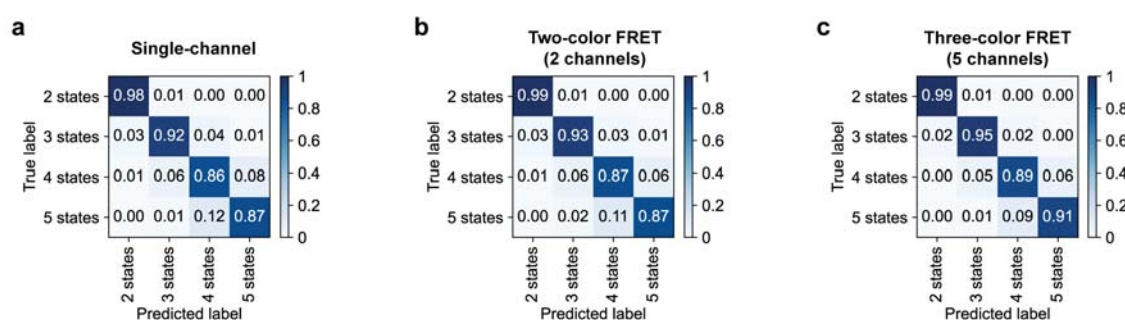 a
Single-channel
2 states 0.98 0.01 0.00 0.00
3 states 0.03 0.92 0.04 0.01
4 states 0.01 0.06 0.86 0.08
5 states 0.00 0.01 0.12 0.87
True label
2 states 3 states 4 states 5 states
Predicted label
1
0.8
0.6
0.4
0.2
0
b
Two-color FRET
(2 channels)
2 states 0.99 0.01 0.00 0.00
3 states 0.03 0.93 0.03 0.01
4 states 0.01 0.06 0.87 0.06
5 states 0.00 0.02 0.11 0.87
True label
2 states 3 states 4 states 5 states
Predicted label
1
0.8
0.6
0.4
0.2
0
c
Three-color FRET
(5 channels)
2 states 0.99 0.01 0.00 0.00
3 states 0.02 0.95 0.02 0.00
4 states 0.00 0.05 0.89 0.06
5 states 0.00 0.01 0.09 0.91
True label
2 states 3 states 4 states 5 states
Predicted label
1
0.8
0.6
0.4
0.2
0